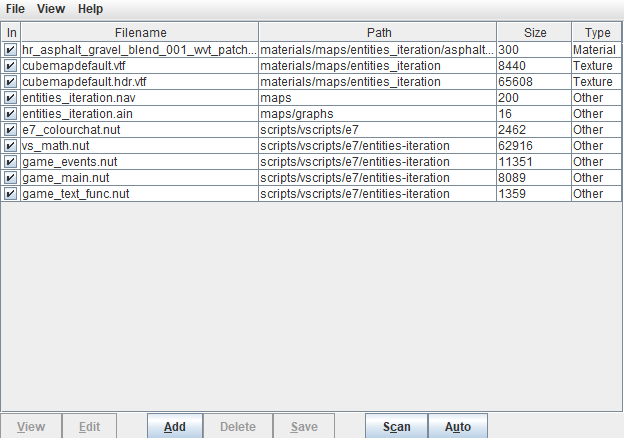 File View Help
In Filename Path Size Type
hr_asphalt_gravel_blend_001_wvt_patch... materials/maps/entities_iteration/asphalt... 300 Material
cubemapdefault.vtf materials/maps/entities_iteration 8440 Texture
cubemapdefault.hdr.vtf materials/maps/entities_iteration 65608 Texture
entities_iteration.nav maps 200 Other
entities_iteration.ain maps/graphs 16 Other
e7_colourchat.nut scripts/vscripts/e7 2462 Other
vs_math.nut scripts/vscripts/e7/entities-iteration 62916 Other
game_events.nut scripts/vscripts/e7/entities-iteration 11351 Other
game_main.nut scripts/vscripts/e7/entities-iteration 8089 Other
game_text_func.nut scripts/vscripts/e7/entities-iteration 1359 Other
View Edit Add Delete Save Scan Auto